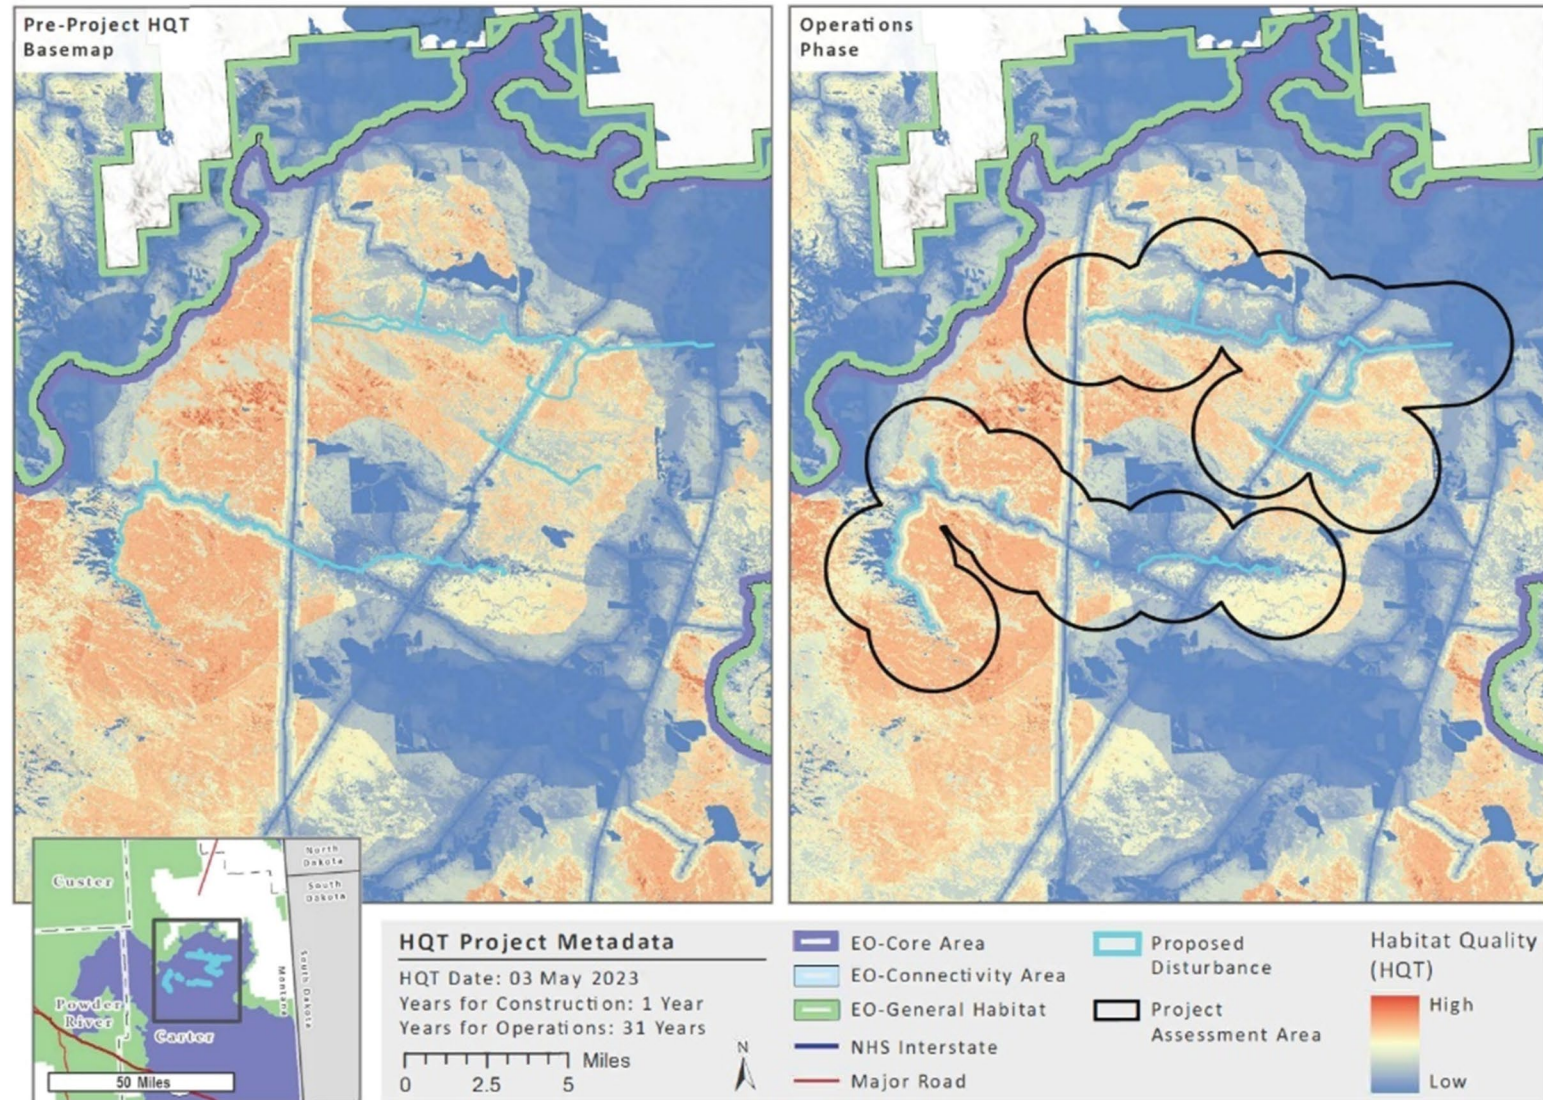 Pre-Project HQT
Basemap
Operations
Phase
North
Dakota
South
Dakota
Custer
Montana
South Dakota
Powder
River
Carter
50 Miles
HQT Project Metadata
HQT Date: 03 May 2023
Years for Construction: 1 Year
Years for Operations: 31 Years
Miles
0 2.5 5
N
EO-Core Area
EO-Connectivity Area
EO-General Habitat
NHS Interstate
Major Road
Proposed
Disturbance
Project
Assessment Area
Habitat Quality
(HQT)
High
Low